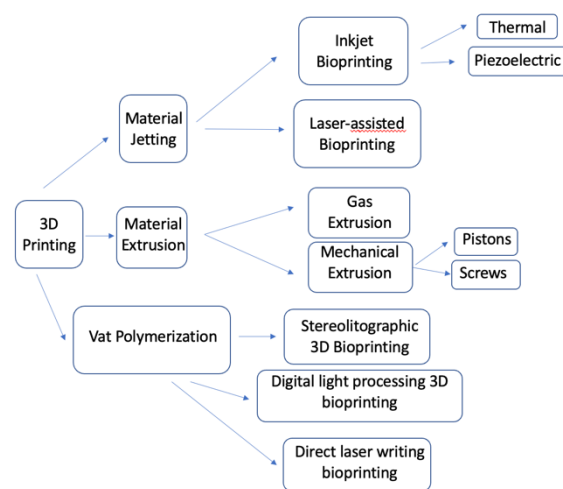 Thermal
Inkjet
Bioprinting
Piezoelectric
Material
Jetting
Laser-assisted
Bioprinting
3D
Printing
Material
Extrusion
Gas
Extrusion
Mechanical
Extrusion
Pistons
Screws
Vat Polymerization
Stereolitographic
3D Bioprinting
Digital light processing 3D
bioprinting
Direct laser writing
bioprinting